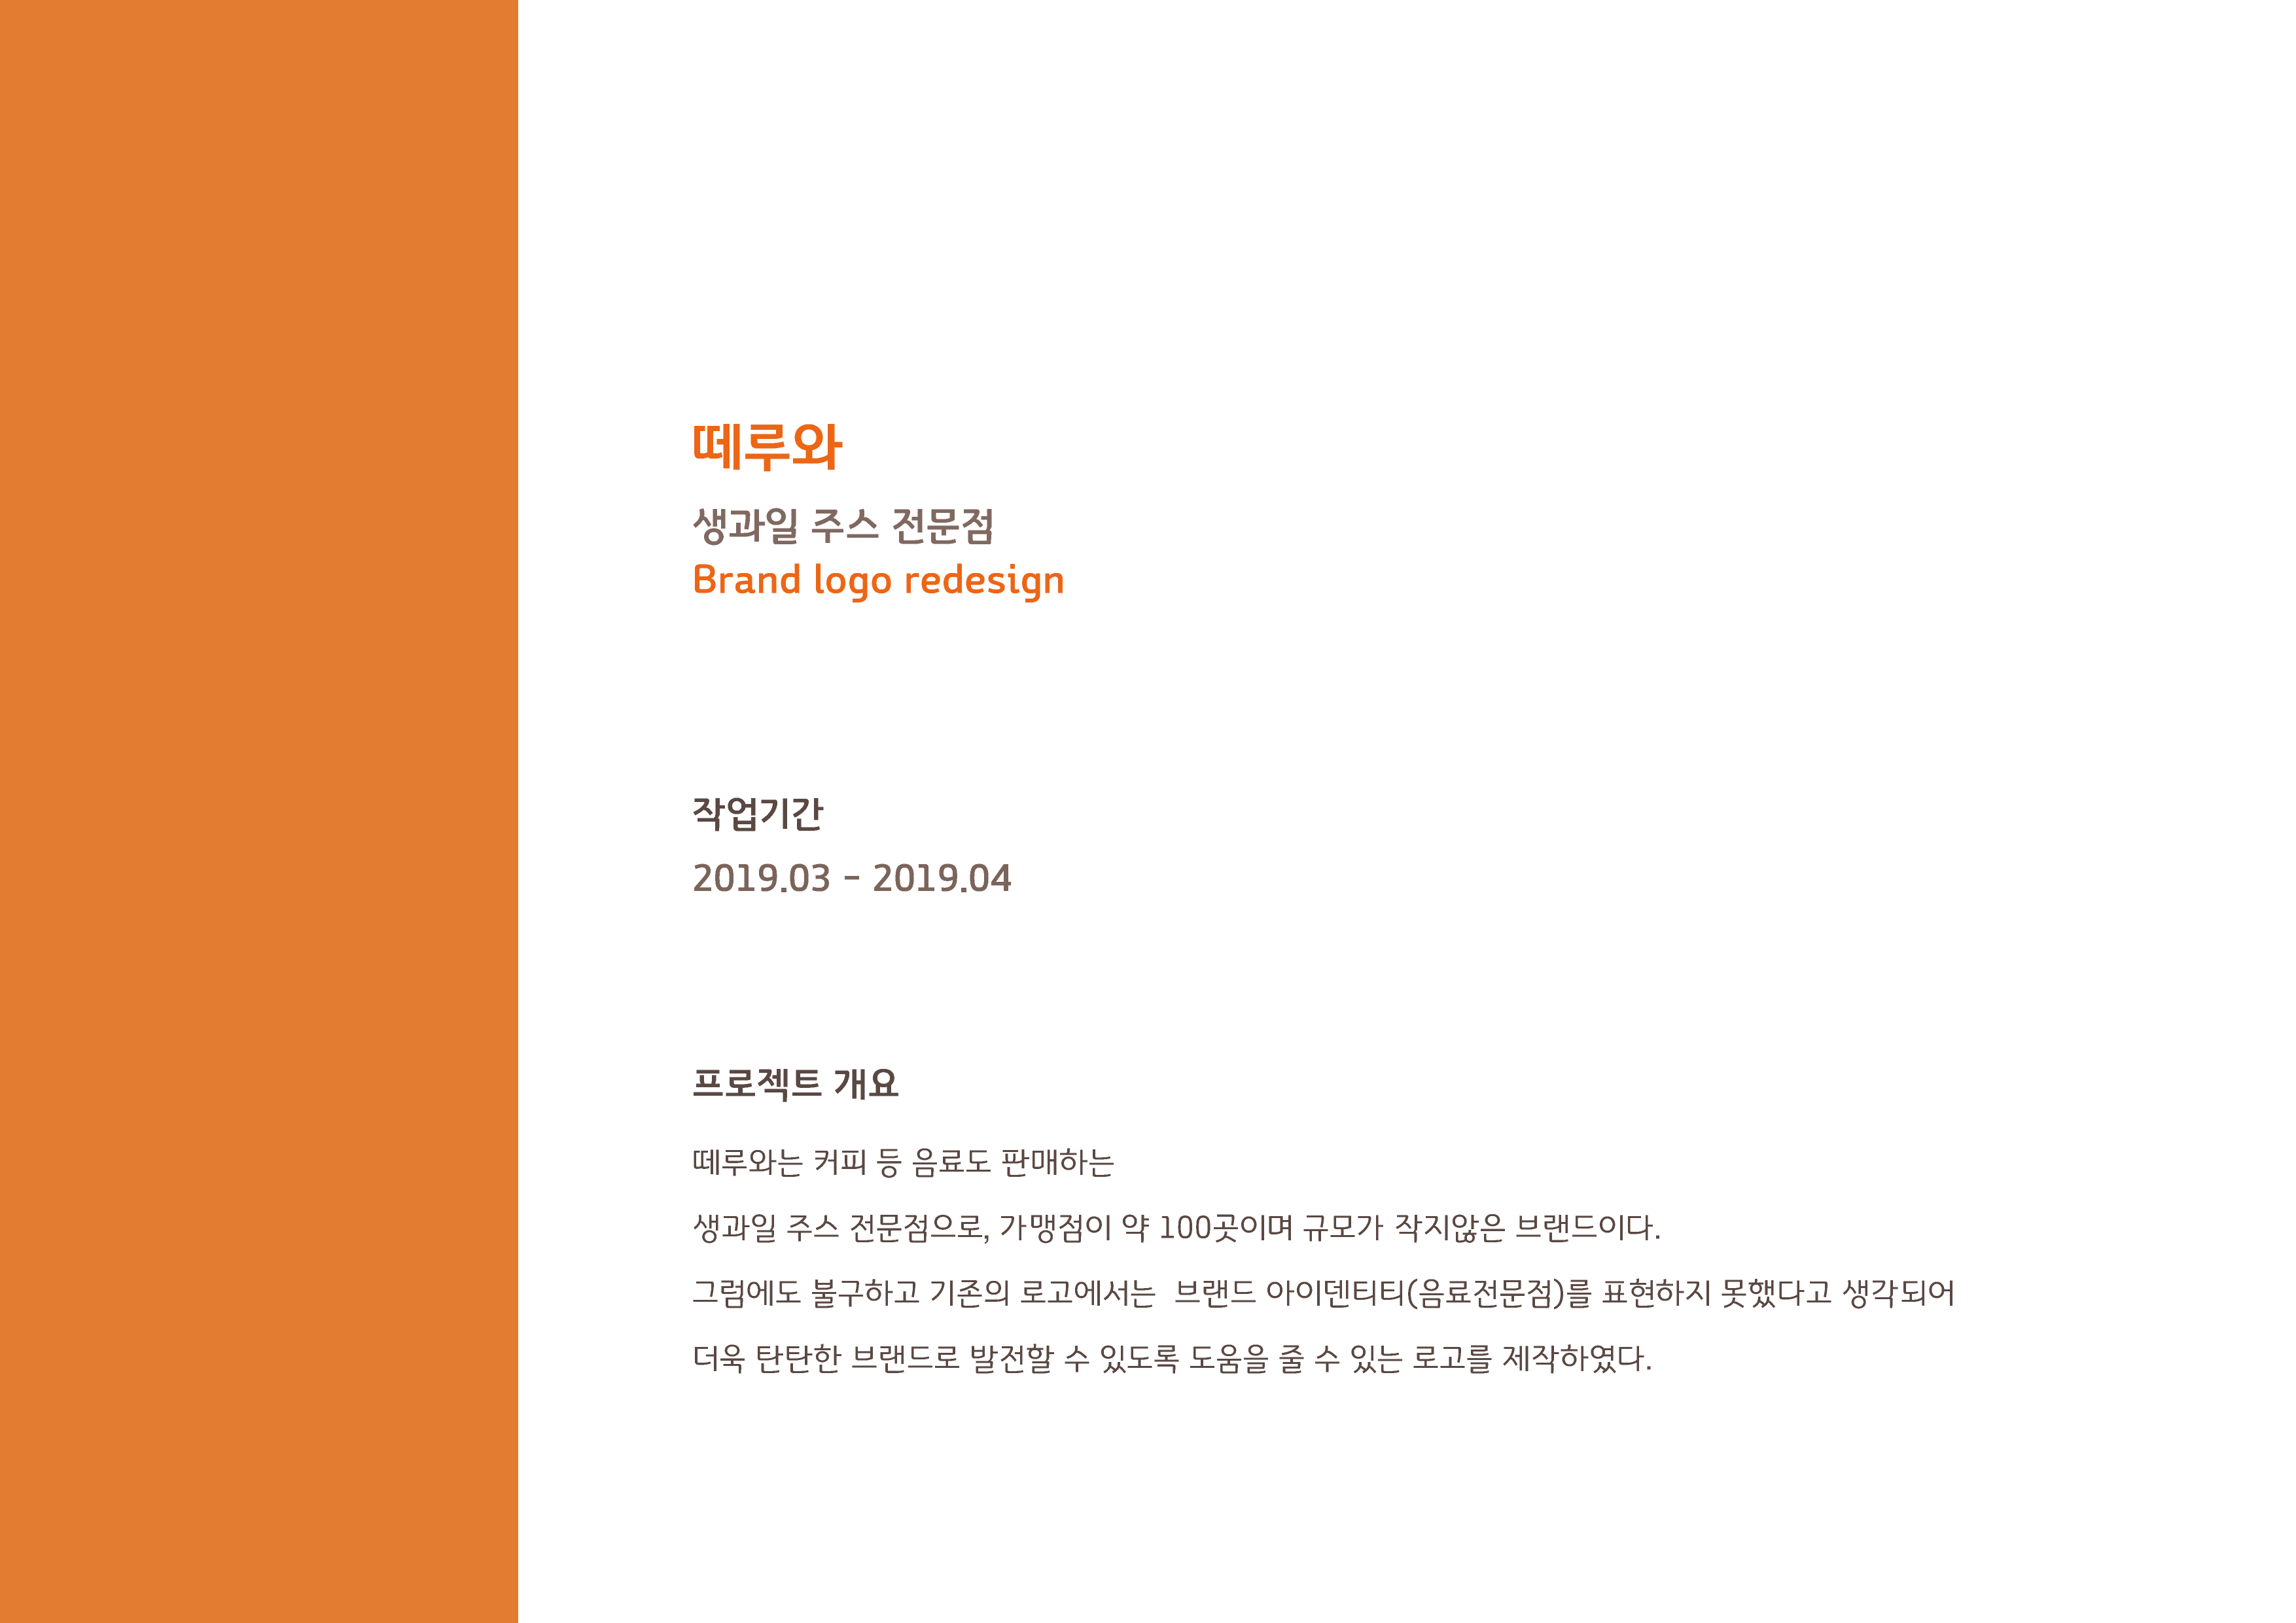 떼루와
생과일 주스 전문점
Brand logo redesign
작업기간
2019.03 - 2019.04
프로젝트 개요
떼루와는 커피 등 음료도 판매하는
생과일 주스 전문점으로, 가맹점이 약 100곳이며 규모가 작지않은 브랜드이다.
그럼에도 불구하고 기존의 로고에서는 브랜드 아이덴티티(음료전문점)를 표현하지 못했다고 생각되어
더욱 탄탄한 브랜드로 발전할 수 있도록 도움을 줄 수 있는 로고를 제작하였다.